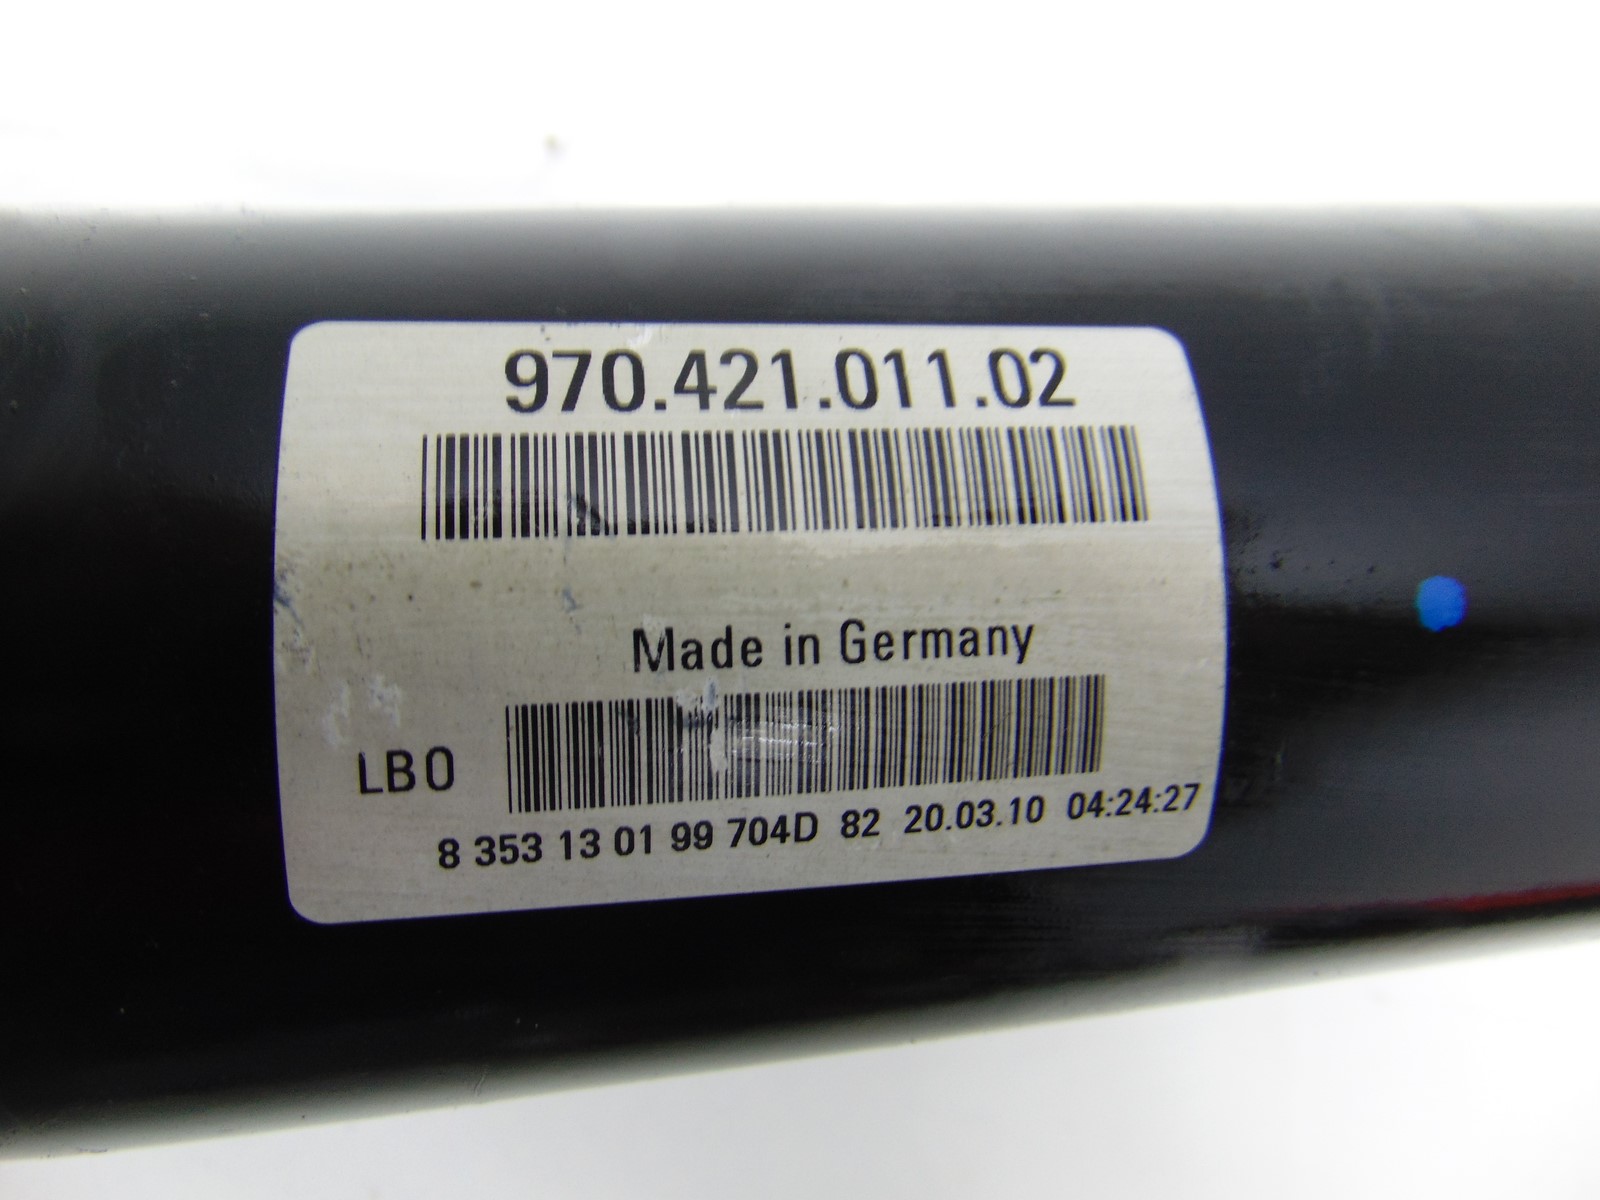 970.421.011.02
Made in Germany
LB0
8 353 13 01 99 704D 82 20.03.10 04:24:27